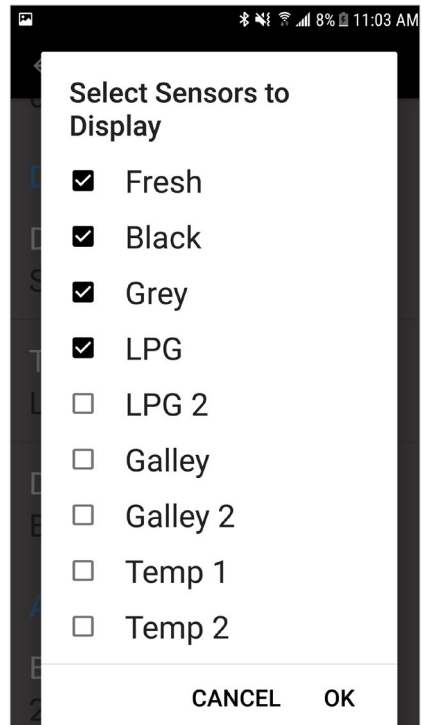 8% 11:03 AM
Select Sensors to
Display
Fresh
Black
Grey
LPG
LPG 2
Galley
Galley 2
Temp 1
Temp 2
CANCEL OK